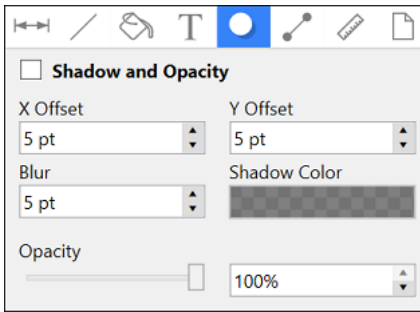 T
Shadow and Opacity
X Offset Y Offset
5 pt 5 pt
Blur Shadow Color
5 pt
Opacity
100%